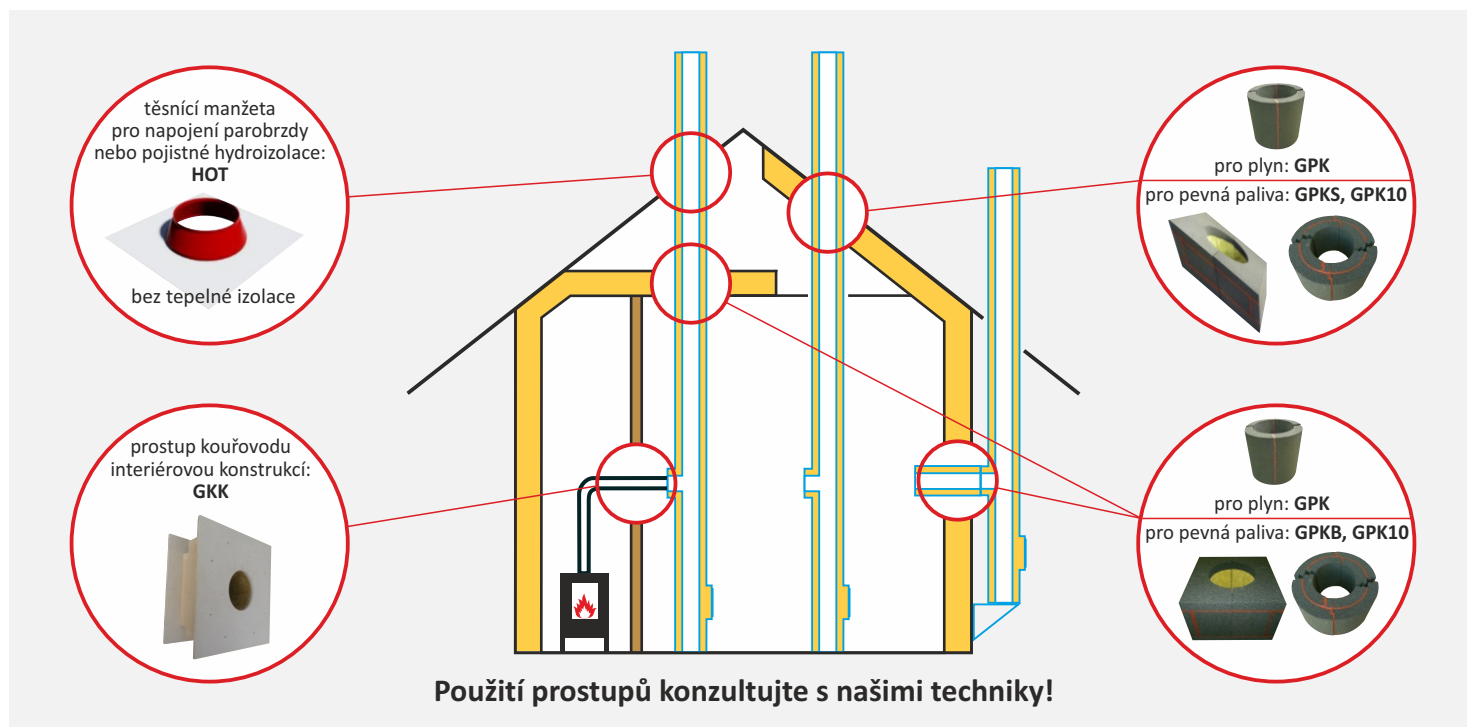 těsnící manžeta
pro napojení parobrzdy
nebo pojistné hydroizolace:
HOT
bez tepelné izolace
pro plyn: GPK
pro pevná paliva: GPKS, GPK10
prostup kouřovodu
interiérovou konstrukcí:
GKK
pro plyn: GPK
pro pevná paliva: GPKB, GPK10
Použití prostupů konzultujte s našimi techniky!